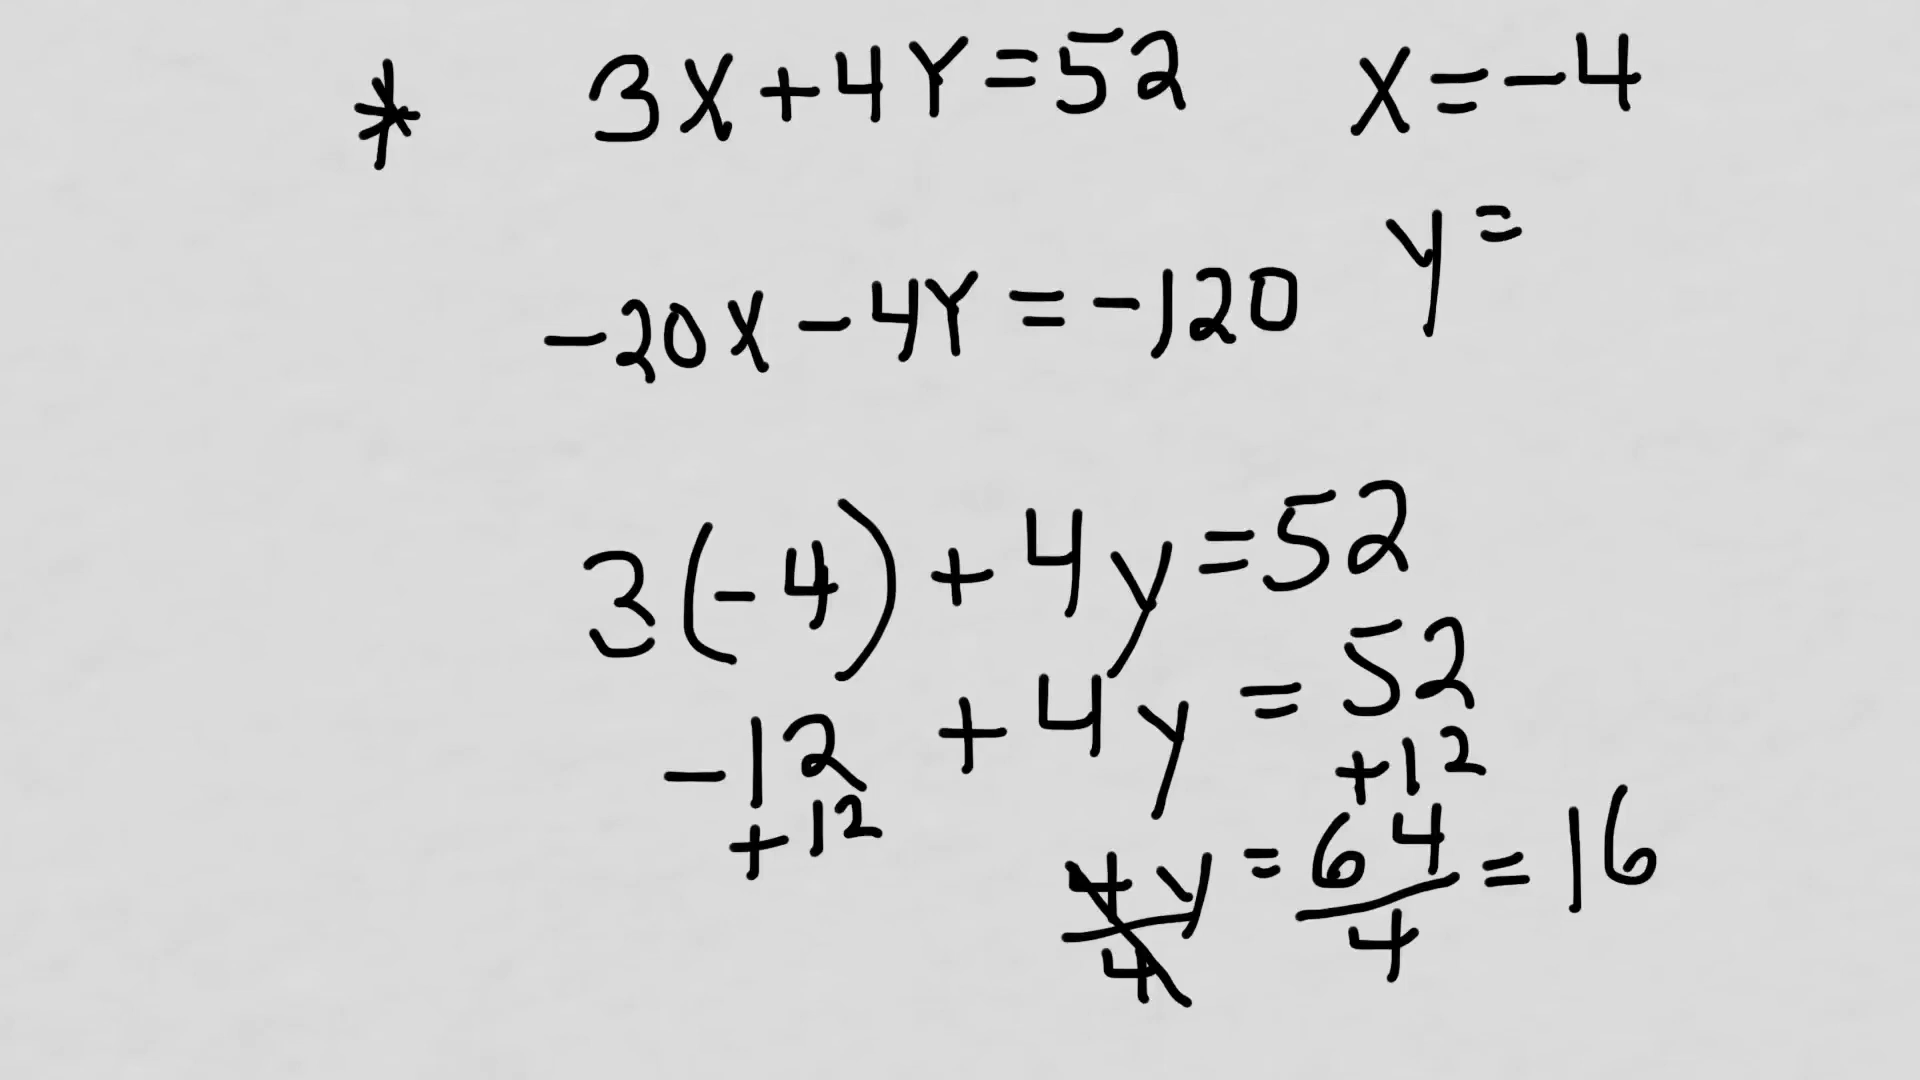 * 3X+4Y=52 x=-4
y=
-20X-4Y=-120
3(-4)+4y=52
-12+4y=52
+12 +12
4y/4=64/4=16